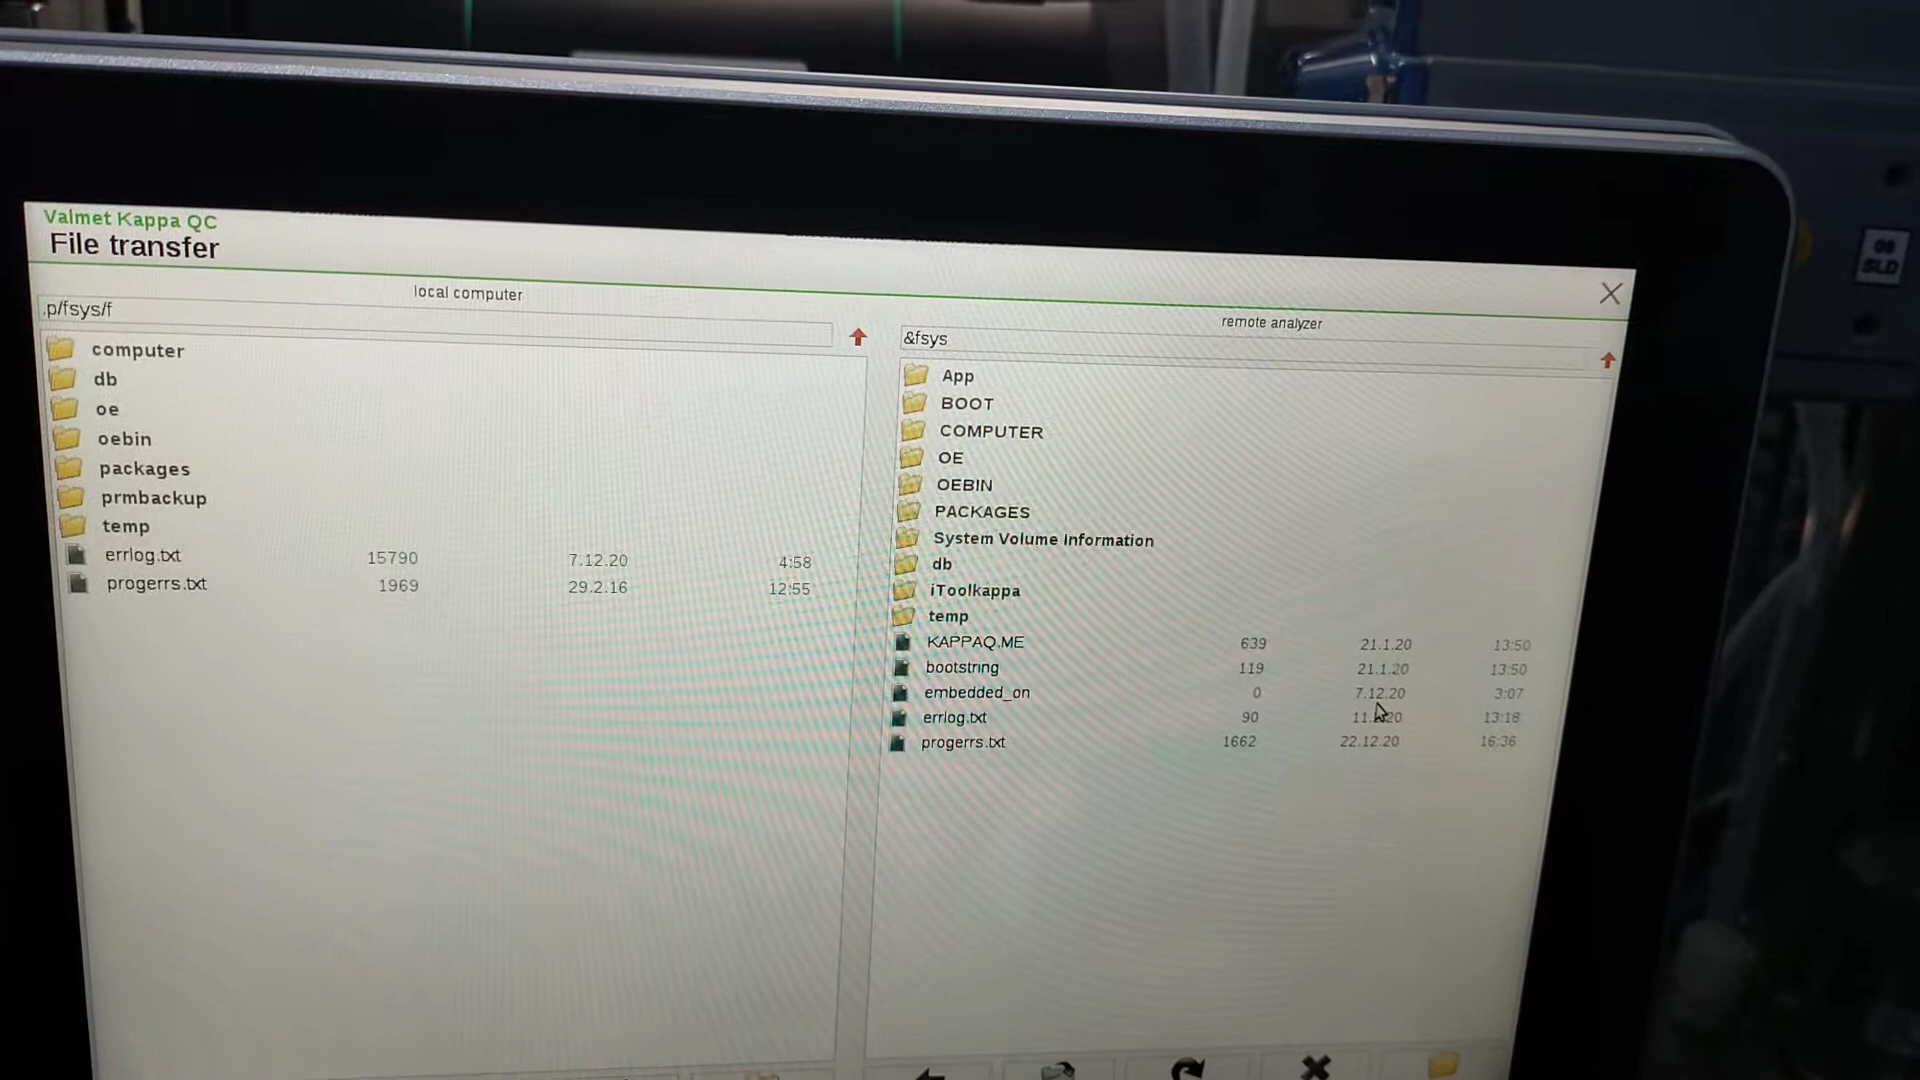 Valmet Kappa QC
File transfer
local computer
.p/fsys/f
computer
db
oe
oebin
packages
prmbackup
temp
errlog.txt 15790 7.12.20 4:58
progerrs.txt 1969 29.2.16 12:55
remote analyzer
&fsys
App
BOOT
COMPUTER
OE
OEBIN
PACKAGES
System Volume Information
db
iToolkappa
temp
KAPPAQ.ME 639 21.1.20 13:50
bootstring 119 21.1.20 13:50
embedded_on 0 7.12.20 3:07
errlog.txt 90 13:18
progerrs.txt 1662 22.12.20 16:36
SLD